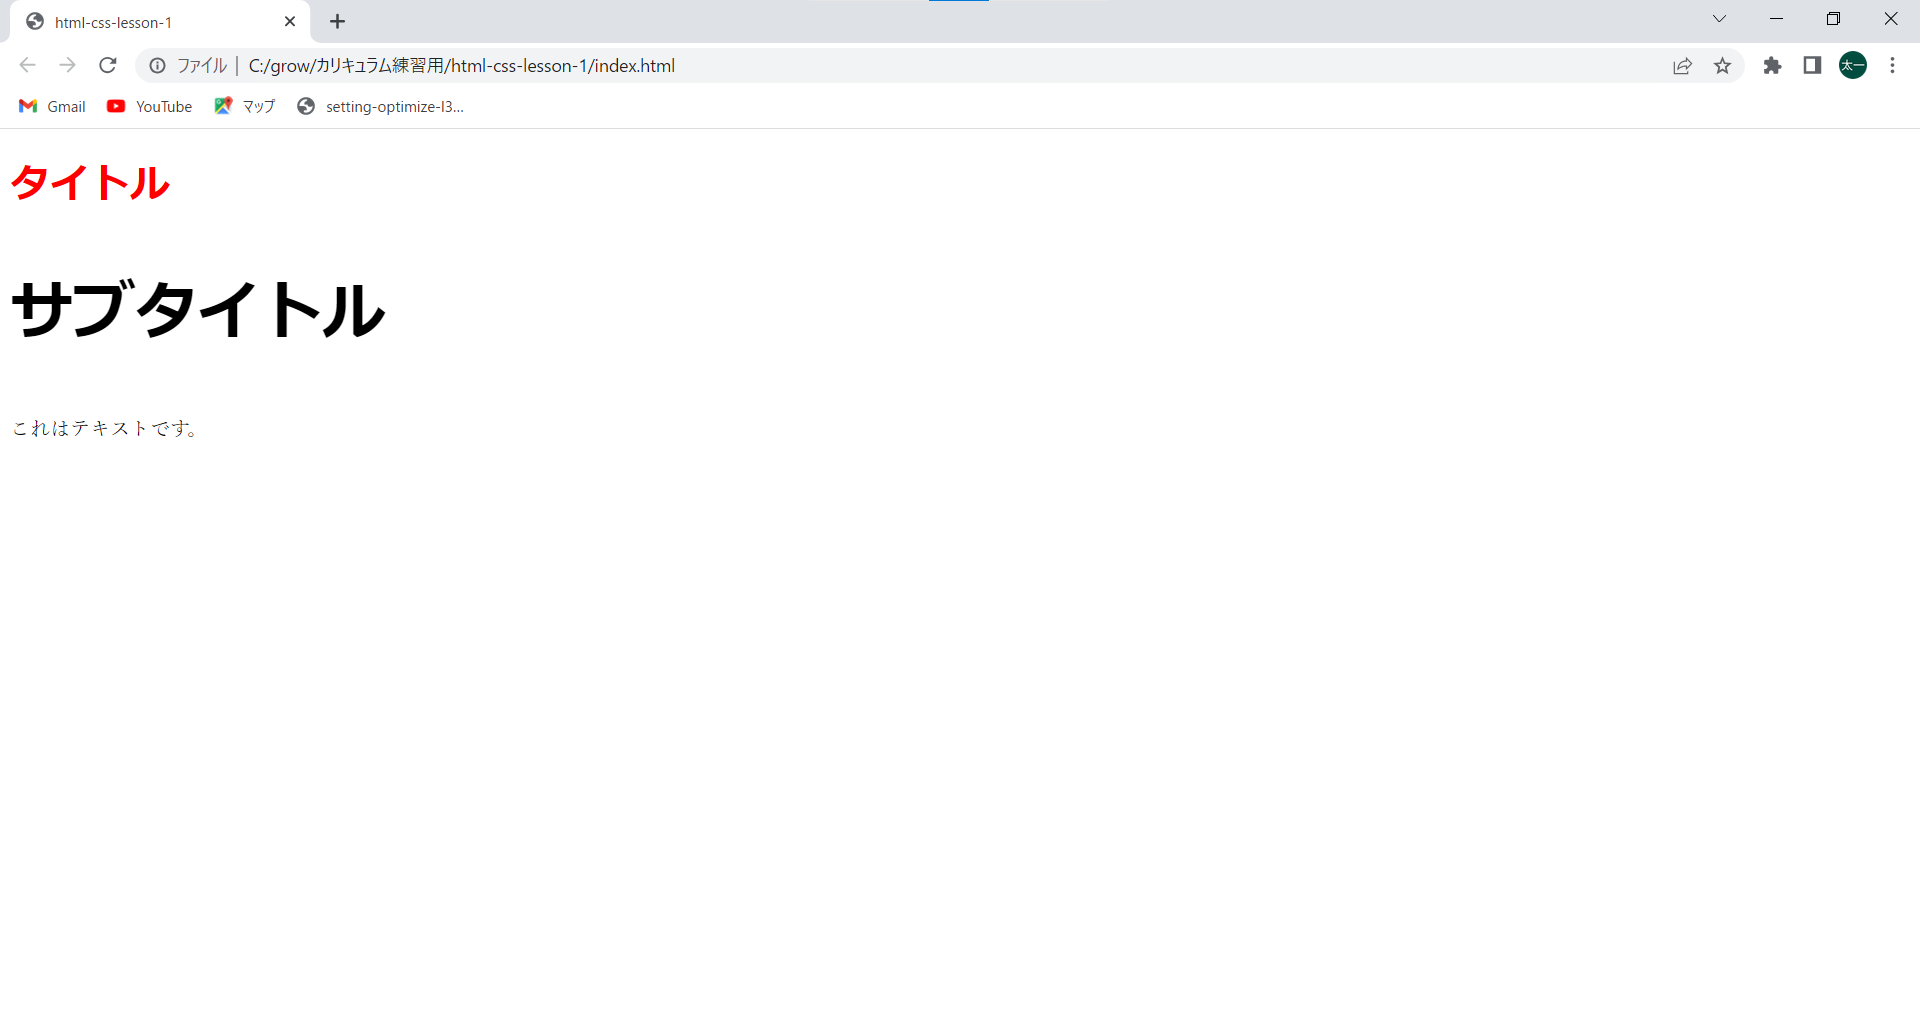 html-css-lesson-1
ファイル | C:/grow/カリキュラム練習用/html-css-lesson-1/index.html
太一
Gmail YouTube マップ setting-optimize-l3...
タイトル
サブタイトル
これはテキストです。